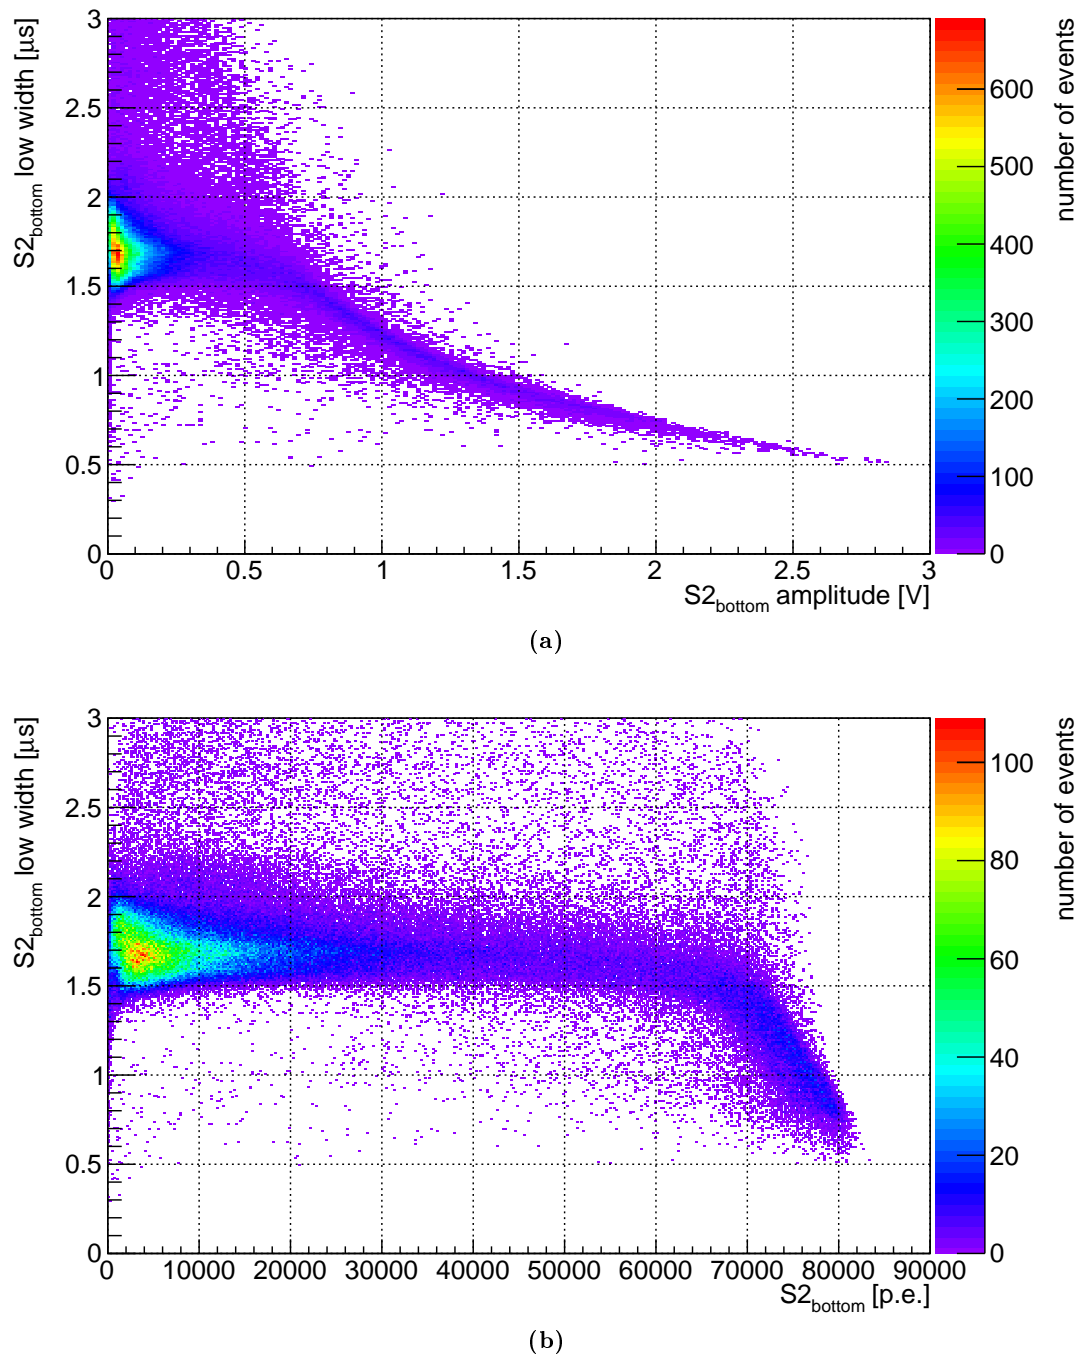 S2bottom low width [μs]
3
2.5
2
1.5
1
0.5
0
0 0.5 1 1.5 2 2.5 3
S2bottom amplitude [V]
number of events
600
500
400
300
200
100
0
(a)
S2bottom low width [μs]
3
2.5
2
1.5
1
0.5
0
0 10000 20000 30000 40000 50000 60000 70000 80000 90000
S2bottom [p.e.]
number of events
100
80
60
40
20
0
(b)